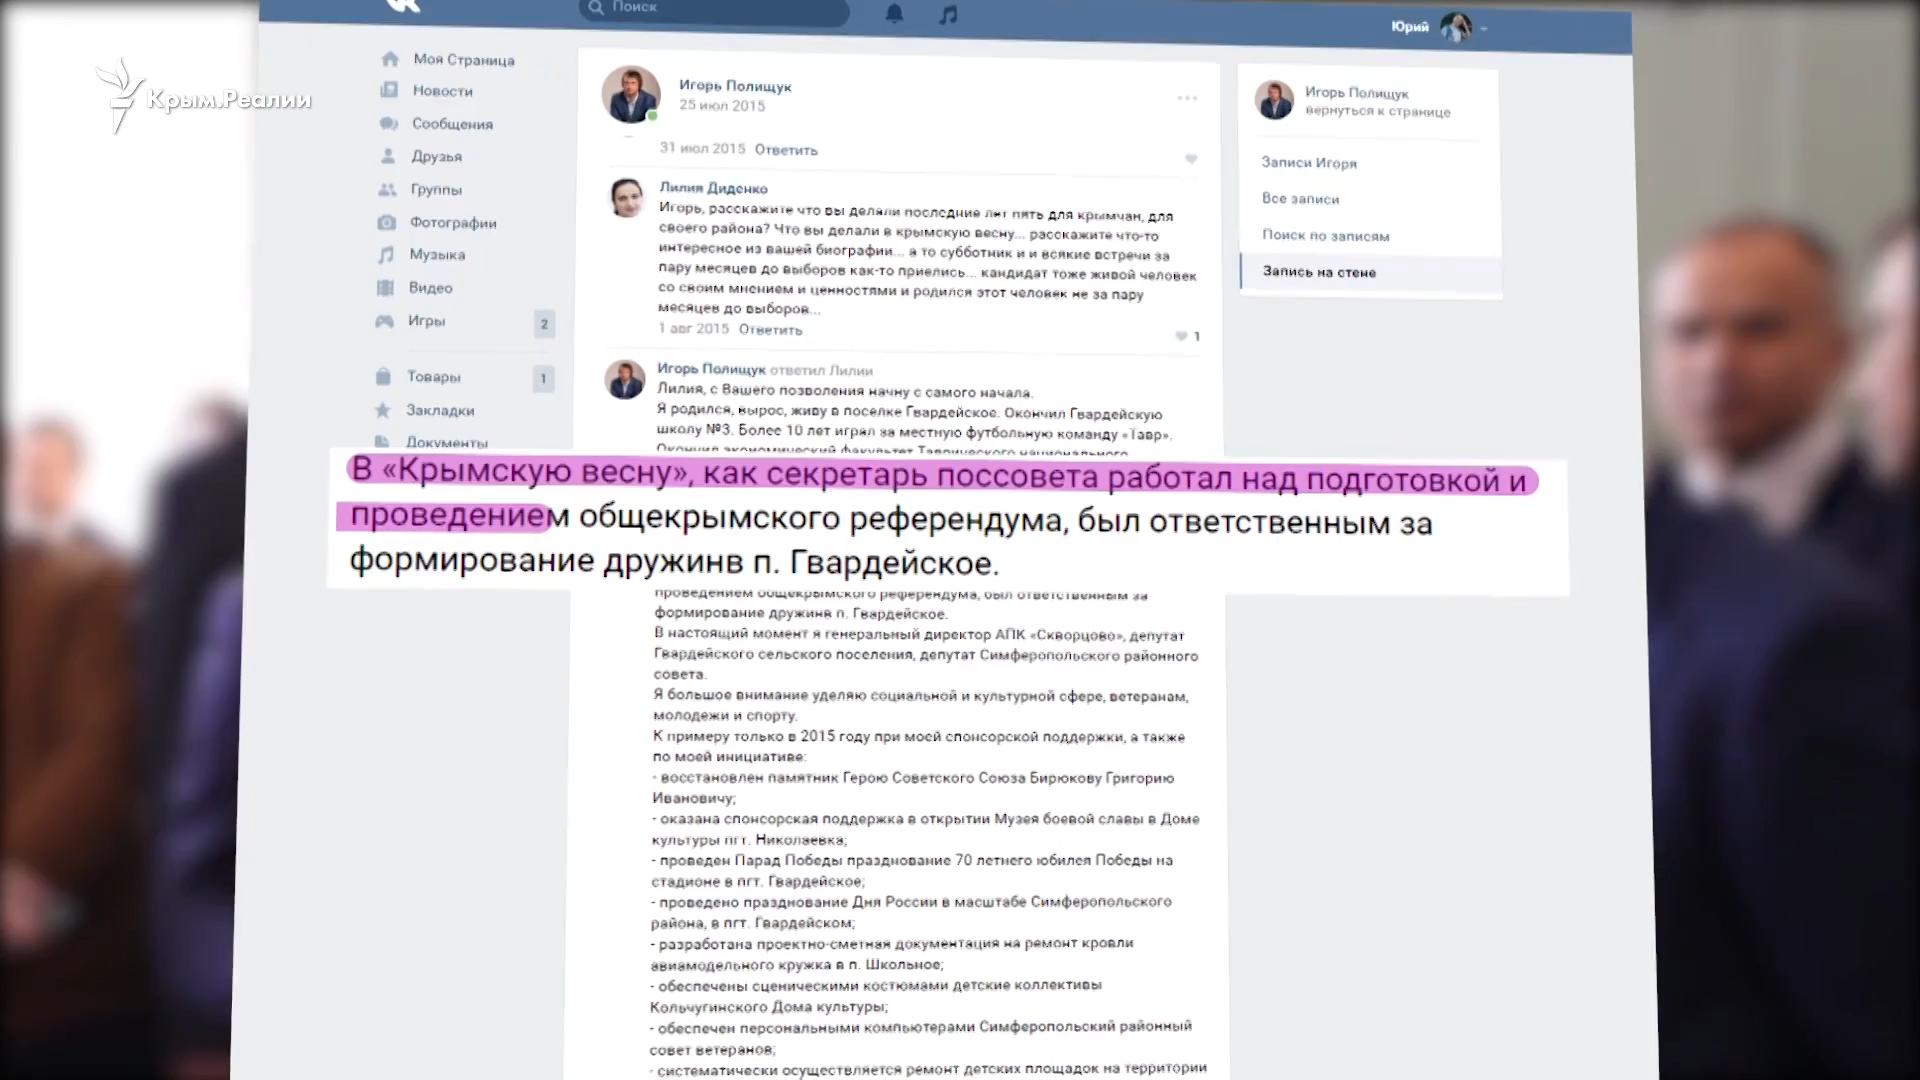 Поиск
Юрий
Крым.Реалии
Моя Страница
Новости
Сообщения
Друзья
Группы
Фотографии
Музыка
Видео
Игры
2
Товары
1
Закладки
Документы
Игорь Полищук
25 июл 2015
31 июл 2015 Ответить
Лилия Диденко
Игорь, расскажите что вы делали последние лет пять для крымчан, для
своего района? Что вы делали в крымскую весну... расскажите что-то
интересное из вашей биографии... а то субботник и и всякие встречи за
пару месяцев до выборов как-то приелись... кандидат тоже живой человек
со своим мнением и ценностями и родился этот человек не за пару
месяцев до выборов...
1 авг 2015 Ответить
1
Игорь Полищук ответил Лилии
Лилия, с Вашего позволения начну с самого начала.
Я родился, вырос, живу в поселке Гвардейское. Окончил Гвардейскую
школу №3. Более 10 лет играл за местную футбольную команду «Тавр».
Окончил экономический факультет Таврического национального
В «Крымскую весну», как секретарь поссовета работал над подготовкой и
проведением общекрымского референдума, был ответственным за
формирование дружинв п. Гвардейское.
проведением общекрымского референдума, был ответственным за
формирование дружинв п. Гвардейское.
В настоящий момент я генеральный директор АПК «Скворцово», депутат
Гвардейского сельского поселения, депутат Симферопольского районного
совета.
Я большое внимание уделяю социальной и культурной сфере, ветеранам,
молодежи и спорту.
К примеру только в 2015 году при моей спонсорской поддержки, а также
по моей инициативе:
- восстановлен памятник Герою Советского Союза Бирюкову Григорию
Ивановичу;
- оказана спонсорская поддержка в открытии Музея боевой славы в Доме
культуры пгт. Николаевка;
- проведен Парад Победы празднование 70 летнего юбилея Победы на
стадионе в пгт. Гвардейское;
- проведено празднование Дня России в масштабе Симферопольского
района, в пгт. Гвардейском;
- разработана проектно-сметная документация на ремонт кровли
авиамодельного кружка в п. Школьное;
- обеспечены сценическими костюмами детские коллективы
Кольчугинского Дома культуры;
- обеспечен персональными компьютерами Симферопольский районный
совет ветеранов;
- систематически осуществляется ремонт детских площадок на территории
Игорь Полищук
вернуться к странице
Записи Игоря
Все записи
Поиск по записям
Запись на стене